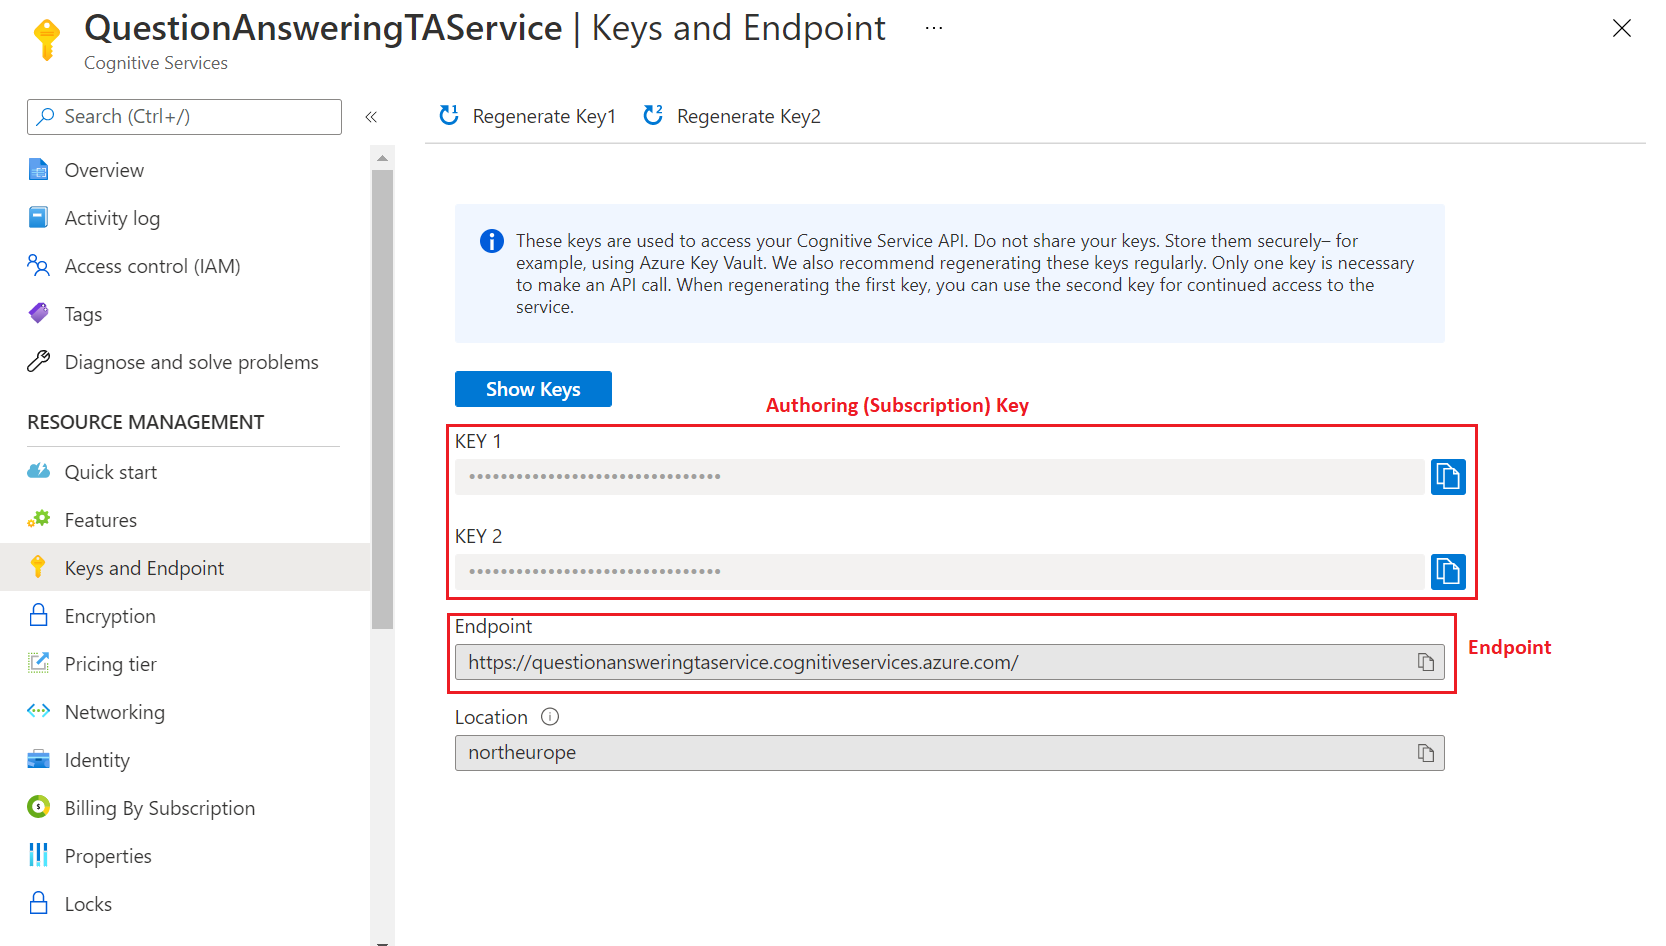 QuestionAnsweringTAService | Keys and Endpoint ...
Cognitive Services
Search (Ctrl+/)
«
Overview
Activity log
Access control (IAM)
Tags
Diagnose and solve problems
RESOURCE MANAGEMENT
Quick start
Features
Keys and Endpoint
Encryption
Pricing tier
Networking
Identity
Billing By Subscription
Properties
Locks
Regenerate Key1
Regenerate Key2
These keys are used to access your Cognitive Service API. Do not share your keys. Store them securely– for
example, using Azure Key Vault. We also recommend regenerating these keys regularly. Only one key is necessary
to make an API call. When regenerating the first key, you can use the second key for continued access to the
service.
Show Keys
Authoring (Subscription) Key
KEY 1
••••••••••••••••••••••••••••••••
KEY 2
••••••••••••••••••••••••••••••••
Endpoint
https://questionansweringtaservice.cognitiveservices.azure.com/
Endpoint
Location
northeurope